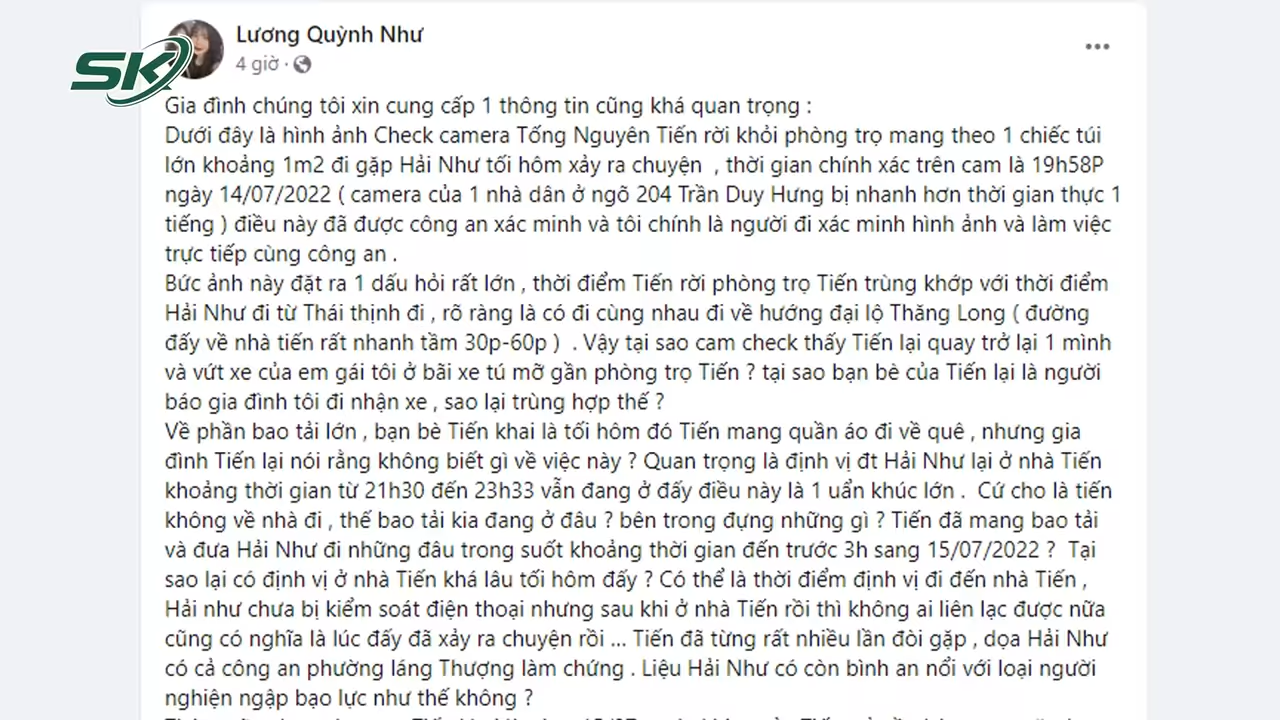 SK
Lương Quỳnh Như
4 giờ ·
Gia đình chúng tôi xin cung cấp 1 thông tin cũng khá quan trọng :
Dưới đây là hình ảnh Check camera Tống Nguyên Tiến rời khỏi phòng trọ mang theo 1 chiếc túi
lớn khoảng 1m2 đi gặp Hải Như tối hôm xảy ra chuyện , thời gian chính xác trên cam là 19h58P
ngày 14/07/2022 ( camera của 1 nhà dân ở ngõ 204 Trần Duy Hưng bị nhanh hơn thời gian thực 1
tiếng ) điều này đã được công an xác minh và tôi chính là người đi xác minh hình ảnh và làm việc
trực tiếp cùng công an .
Bức ảnh này đặt ra 1 dấu hỏi rất lớn , thời điểm Tiến rời phòng trọ Tiến trùng khớp với thời điểm
Hải Như đi từ Thái thịnh đi , rõ ràng là có đi cùng nhau đi về hướng đại lộ Thăng Long ( đường
đấy về nhà tiến rất nhanh tầm 30p-60p ) . Vậy tại sao cam check thấy Tiến lại quay trở lại 1 mình
và vứt xe của em gái tôi ở bãi xe tú mỡ gần phòng trọ Tiến ? tại sao bạn bè của Tiến lại là người
báo gia đình tôi đi nhận xe , sao lại trùng hợp thế ?
Về phần bao tải lớn , bạn bè Tiến khai là tối hôm đó Tiến mang quần áo đi về quê , nhưng gia
đình Tiến lại nói rằng không biết gì về việc này ? Quan trọng là định vị đt Hải Như lại ở nhà Tiến
khoảng thời gian từ 21h30 đến 23h33 vẫn đang ở đấy điều này là 1 uẩn khúc lớn . Cứ cho là tiến
không về nhà đi , thế bao tải kia đang ở đâu ? bên trong đựng những gì ? Tiến đã mang bao tải
và đưa Hải Như đi những đâu trong suốt khoảng thời gian đến trước 3h sang 15/07/2022 ? Tại
sao lại có định vị ở nhà Tiến khá lâu tối hôm đấy ? Có thể là thời điểm định vị đi đến nhà Tiến ,
Hải như chưa bị kiểm soát điện thoại nhưng sau khi ở nhà Tiến rồi thì không ai liên lạc được nữa
cũng có nghĩa là lúc đấy đã xảy ra chuyện rồi ... Tiến đã từng rất nhiều lần đòi gặp , dọa Hải Như
có cả công an phường láng Thượng làm chứng . Liệu Hải Như có còn bình an nổi với loại người
nghiện ngập bạo lực như thế không ?